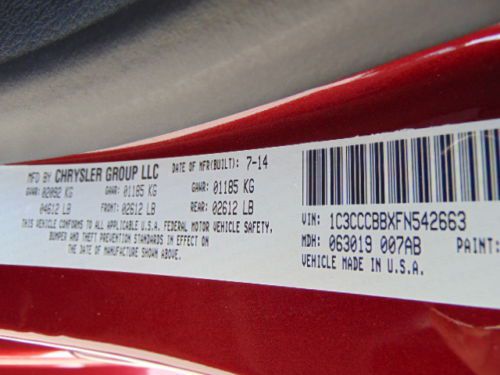 MFD BY CHRYSLER GROUP LLC DATE OF MFR(BUILT): 7-14
GVWR: 02092 KG GAWR: 01185 KG GAWR: 01185 KG
04612 LB FRONT: 02612 LB REAR: 02612 LB
THIS VEHICLE CONFORMS TO ALL APPLICABLE U.S.A. FEDERAL MOTOR VEHICLE SAFETY,
BUMPER AND THEFT PREVENTION STANDARDS IN EFFECT ON
THE DATE OF MANUFACTURE SHOWN ABOVE.
VIN: 1C3CCCBBXFN542663
MDH: 063019 007AB PAINT:
VEHICLE MADE IN U.S.A.